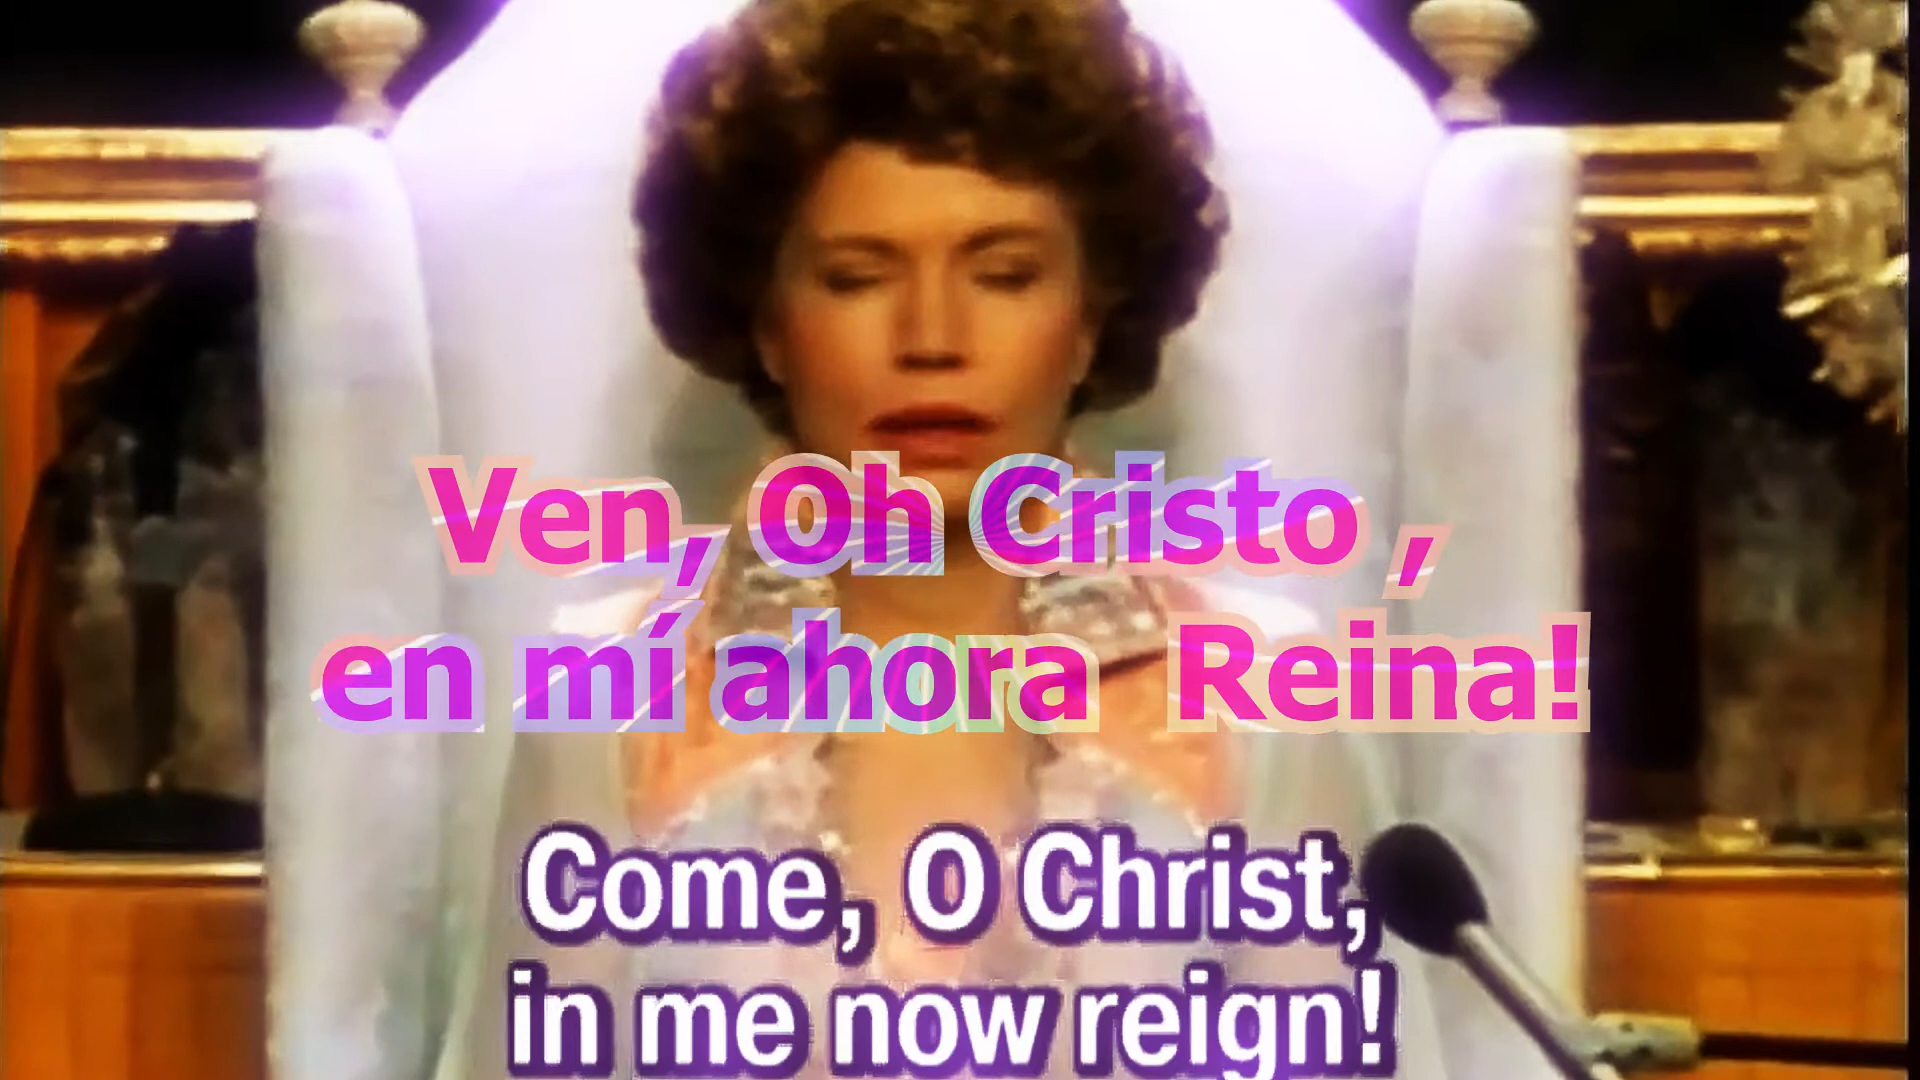 Ven, Oh Cristo ,
en mí ahora Reina!
Come, O Christ,
in me now reign!